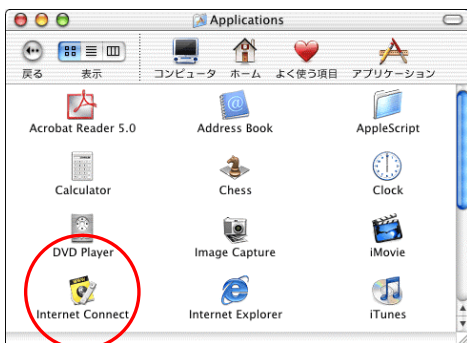 Applications
戻る 表示 コンピュータ ホーム よく使う項目 アプリケーション
Acrobat Reader 5.0 Address Book AppleScript
Calculator Chess Clock
DVD Player Image Capture iMovie
Internet Connect Internet Explorer iTunes